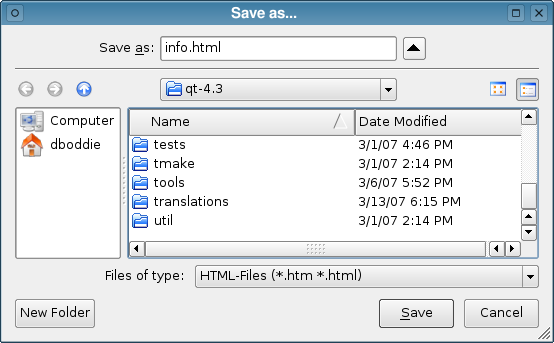 Save as...
Save as: info.html
qt-4.3
Computer
dboddie
Name Date Modified
tests 3/1/07 4:46 PM
tmake 3/1/07 2:14 PM
tools 3/6/07 5:52 PM
translations 3/13/07 6:15 PM
util 3/1/07 2:14 PM
Files of type: HTML-Files (*.htm *.html)
New Folder Save Cancel